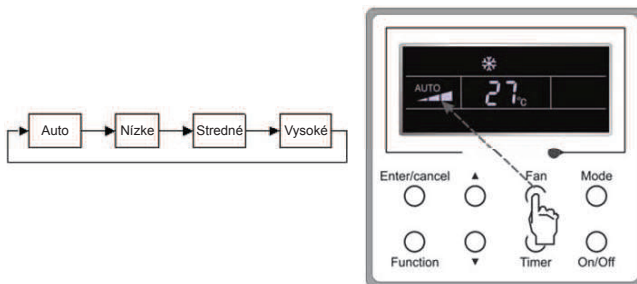 Auto
Nízke
Stredné
Vysoké
AUTO
27°C
Enter/cancel ▲ Fan Mode
Function ▼ Timer On/Off